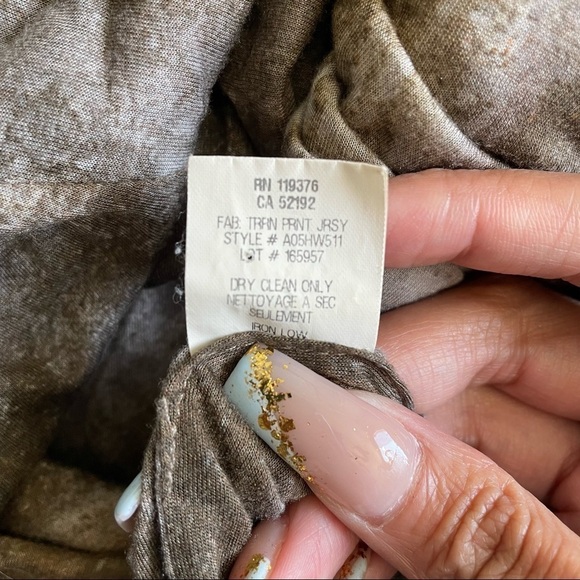 RN 119376
CA 52192
FAB: TRAN PRNT JRSY
STYLE # A05HW511
LOT # 165957
DRY CLEAN ONLY
NETTOYAGE A SEC
SEULEMENT
IRON LOW